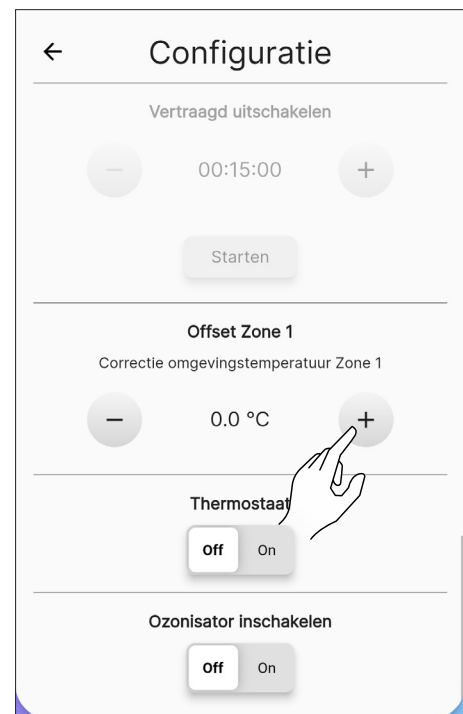 ← Configuratie
Vertraagd uitschakelen
− 00:15:00 +
Starten
Offset Zone 1
Correctie omgevingstemperatuur Zone 1
− 0.0 °C +
Thermostaat
Off On
Ozonisator inschakelen
Off On